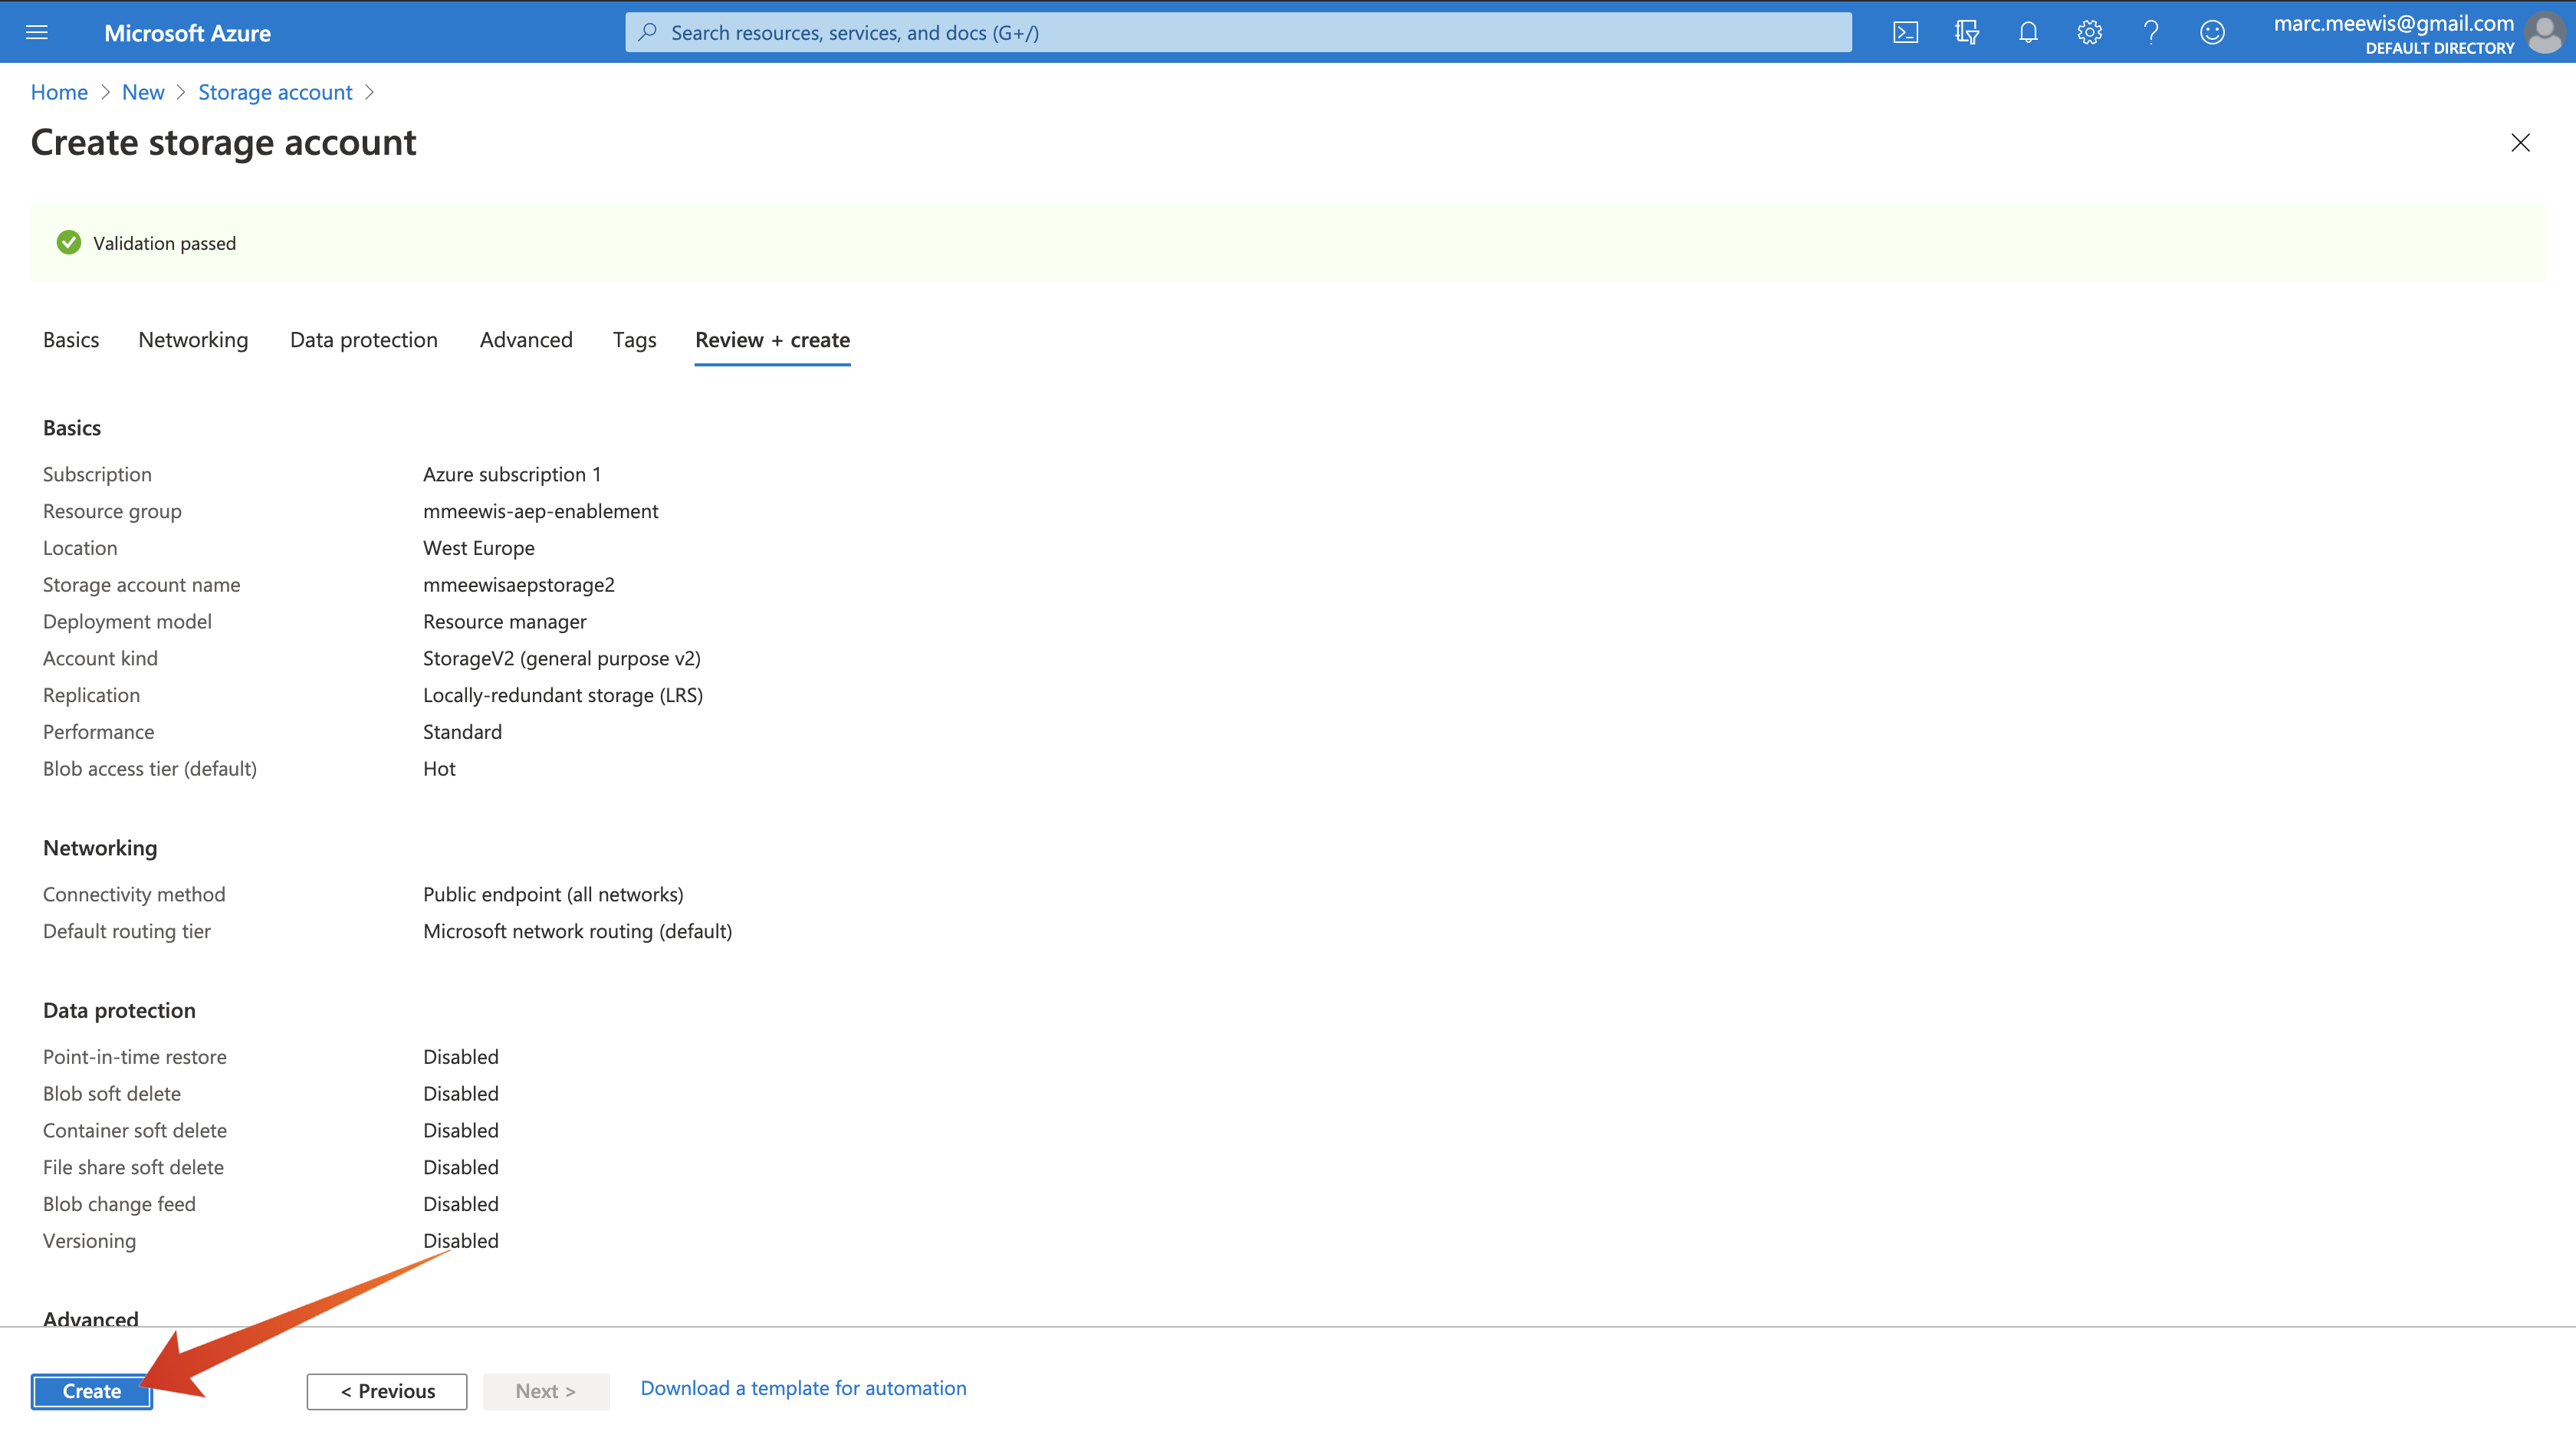 Microsoft Azure
Search resources, services, and docs (G+/)
marc.meewis@gmail.com
DEFAULT DIRECTORY
Home > New > Storage account >
Create storage account
Validation passed
Basics Networking Data protection Advanced Tags Review + create
Basics
Subscription Azure subscription 1
Resource group mmeewis-aep-enablement
Location West Europe
Storage account name mmeewisaepstorage2
Deployment model Resource manager
Account kind StorageV2 (general purpose v2)
Replication Locally-redundant storage (LRS)
Performance Standard
Blob access tier (default) Hot
Networking
Connectivity method Public endpoint (all networks)
Default routing tier Microsoft network routing (default)
Data protection
Point-in-time restore Disabled
Blob soft delete Disabled
Container soft delete Disabled
File share soft delete Disabled
Blob change feed Disabled
Versioning Disabled
Advanced
Create < Previous Next > Download a template for automation